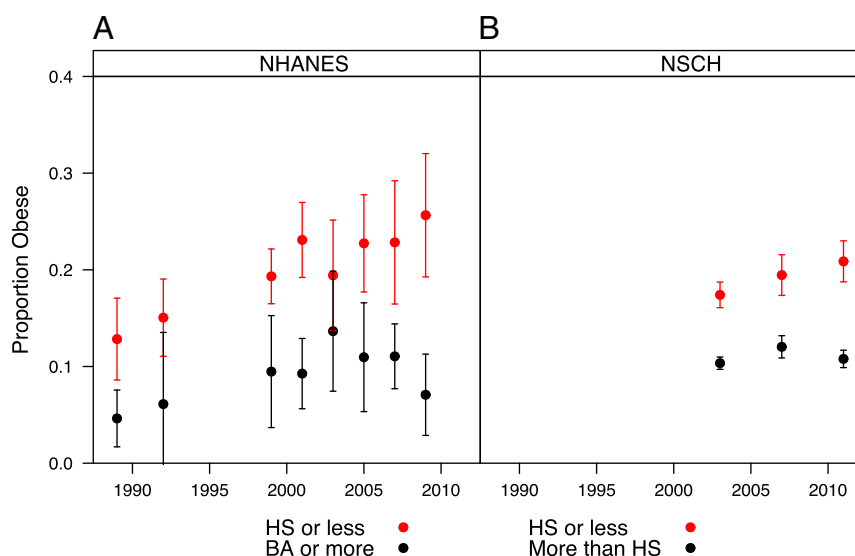 A B
NHANES NSCH
0.4
0.3
0.2
0.1
0.0
Proportion Obese
1990 1995 2000 2005 2010 1990 1995 2000 2005 2010
HS or less HS or less
BA or more More than HS